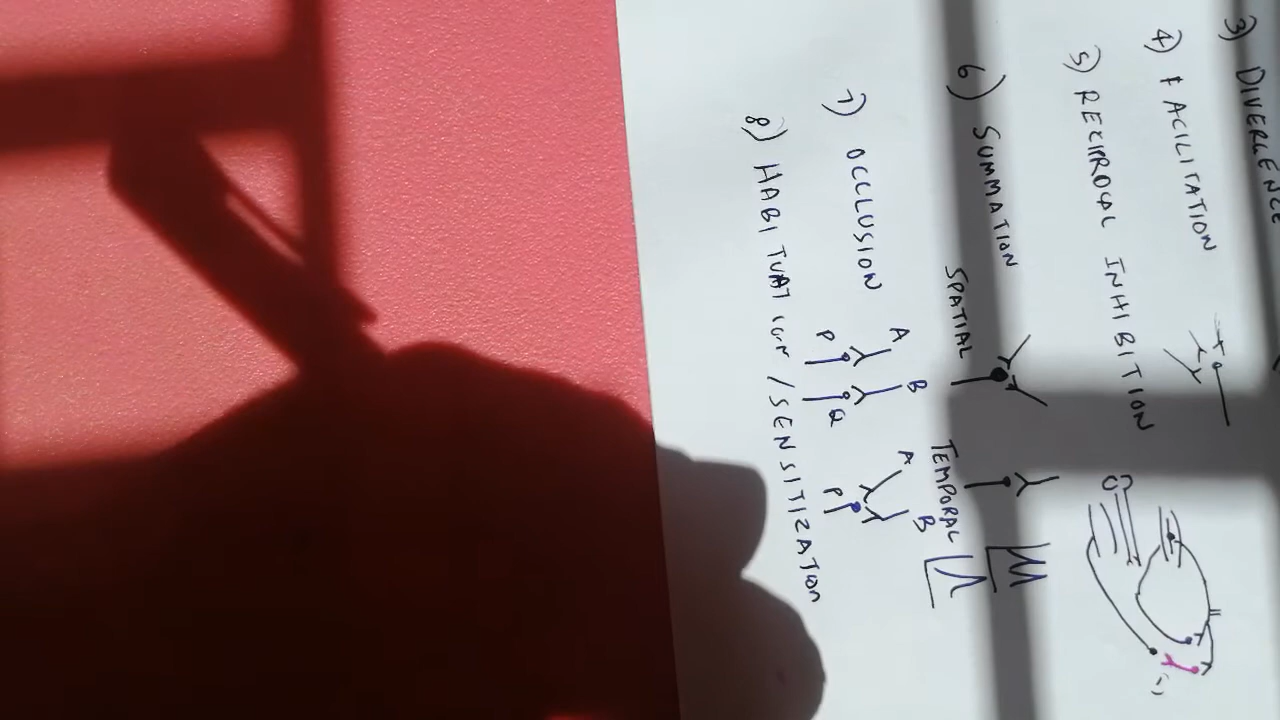 3) DIVERGENCE
4) FACILITATION
5) RECIPROCAL INHIBITION
(-)
6) SUMMATION
SPATIAL TEMPORAL
7) OCCLUSION
A B A B
P Q P
8) HABITUATION / SENSITIZATION